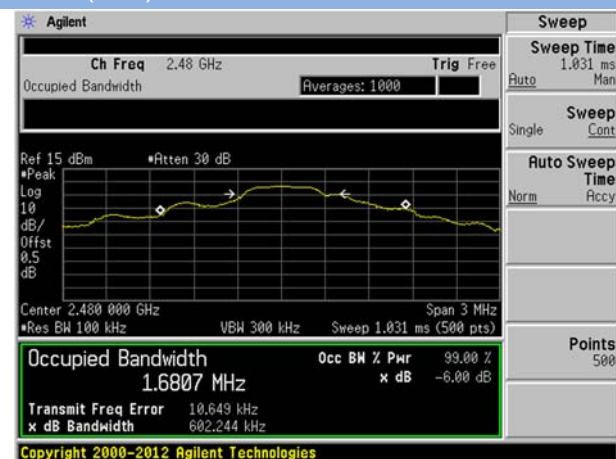 Agilent
Sweep
Ch Freq 2.48 GHz Trig Free
Occupied Bandwidth Averages: 1000
Sweep Time
1.031 ms
Auto Man
Sweep
Single Cont
Auto Sweep
Time
Norm Accy
Points
500
Ref 15 dBm *Atten 30 dB
*Peak
Log
10
dB/
Offst
0.5
dB
Center 2.480 000 GHz Span 3 MHz
*Res BW 100 kHz VBW 300 kHz Sweep 1.031 ms (500 pts)
Occupied Bandwidth Occ BW % Pwr 99.00 %
1.6807 MHz x dB -6.00 dB
Transmit Freq Error 10.649 kHz
x dB Bandwidth 602.244 kHz
Copyright 2000-2012 Agilent Technologies